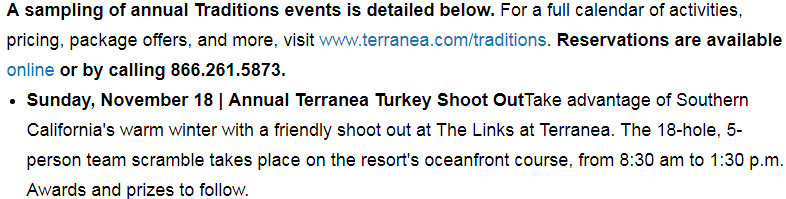 A sampling of annual Traditions events is detailed below. For a full calendar of activities,
pricing, package offers, and more, visit www.terranea.com/traditions. Reservations are available
online or by calling 866.261.5873.
• Sunday, November 18 | Annual Terranea Turkey Shoot OutTake advantage of Southern
California's warm winter with a friendly shoot out at The Links at Terranea. The 18-hole, 5-
person team scramble takes place on the resort's oceanfront course, from 8:30 am to 1:30 p.m.
Awards and prizes to follow.